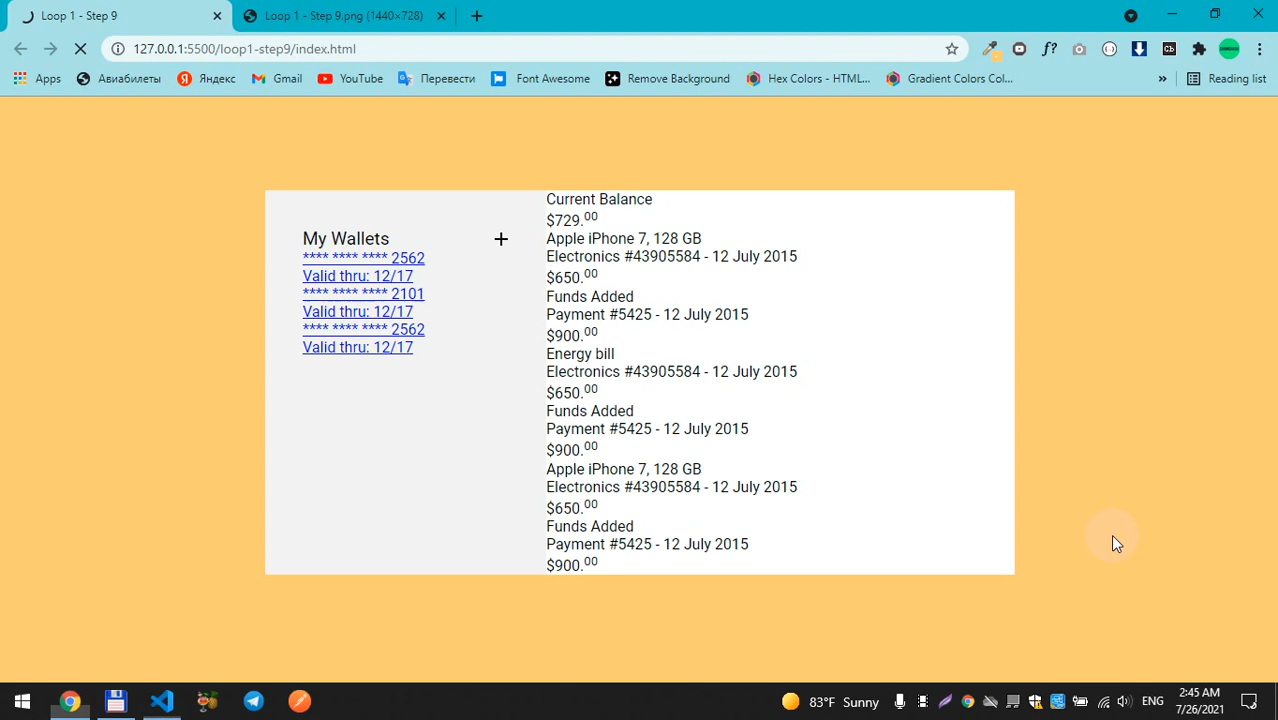 Loop 1 - Step 9
Loop 1 - Step 9.png (1440×728)
127.0.0.1:5500/loop1-step9/index.html
f?
Cb
Apps
Авиабилеты
Яндекс
Gmail
YouTube
Перевести
Font Awesome
Remove Background
Hex Colors - HTML...
Gradient Colors Col...
»
Reading list
My Wallets
**** **** **** 2562
Valid thru: 12/17
**** **** **** 2101
Valid thru: 12/17
**** **** **** 2562
Valid thru: 12/17
Current Balance
$729.00
Apple iPhone 7, 128 GB
Electronics #43905584 - 12 July 2015
$650.00
Funds Added
Payment #5425 - 12 July 2015
$900.00
Energy bill
Electronics #43905584 - 12 July 2015
$650.00
Funds Added
Payment #5425 - 12 July 2015
$900.00
Apple iPhone 7, 128 GB
Electronics #43905584 - 12 July 2015
$650.00
Funds Added
Payment #5425 - 12 July 2015
$900.00
83°F Sunny
ENG
2:45 AM
7/26/2021